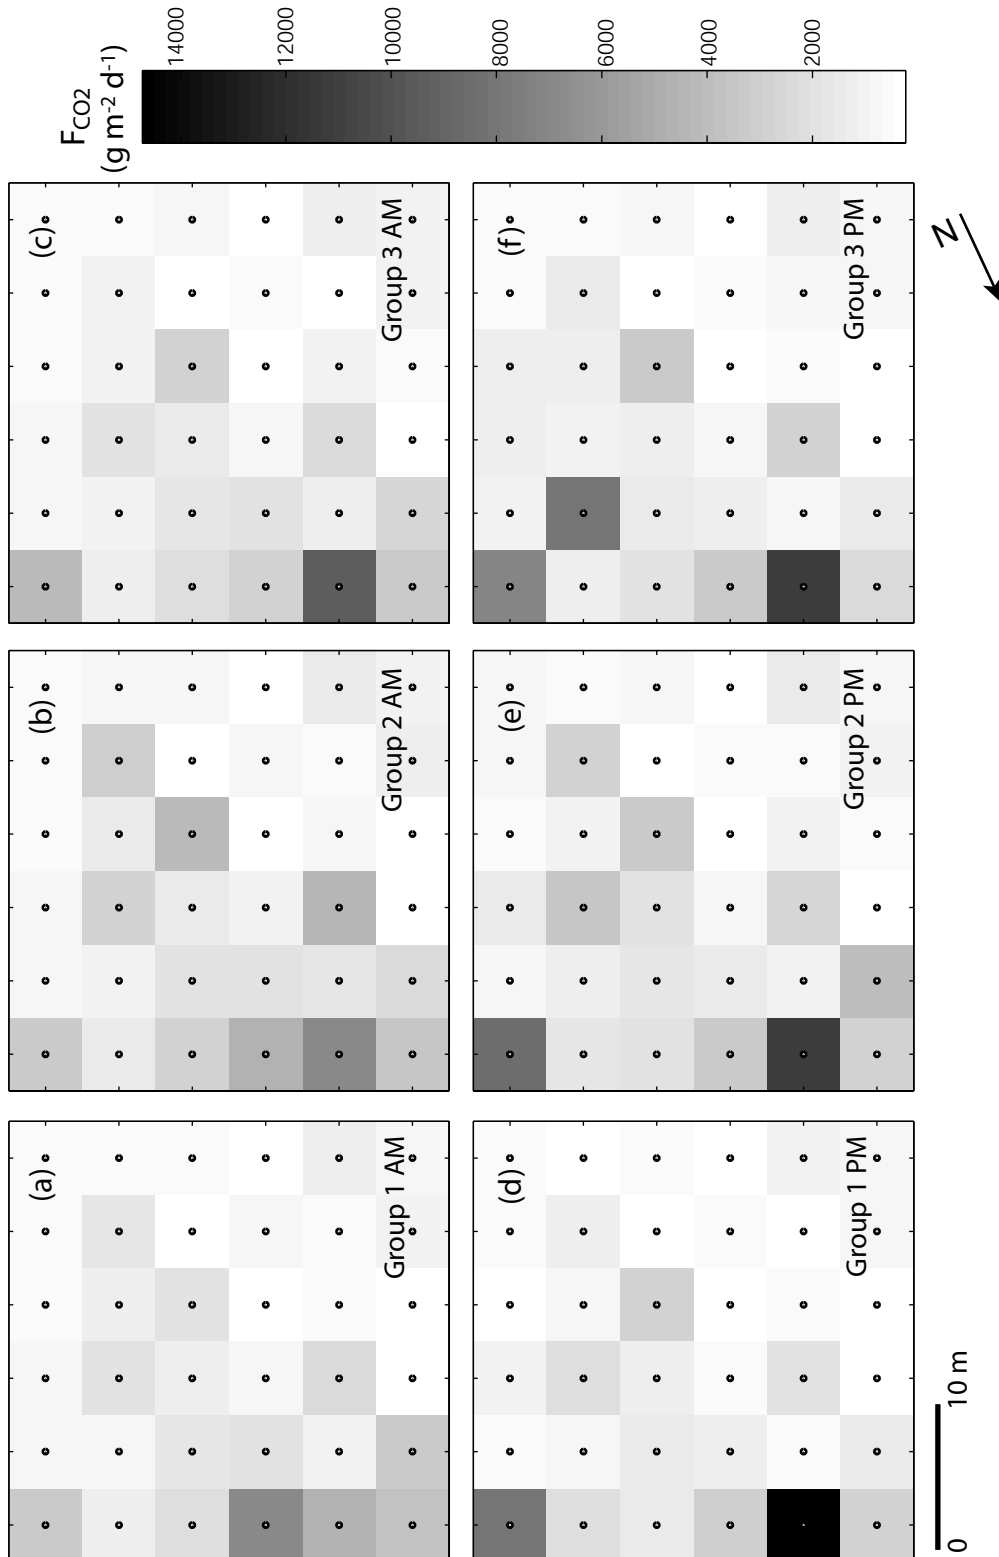 F_CO2
(g m-2 d-1)
14000
12000
10000
8000
6000
4000
2000
(c)
Group 3 AM
(f)
Group 3 PM
N
(b)
Group 2 AM
(e)
Group 2 PM
(a)
Group 1 AM
(d)
Group 1 PM
0
10 m